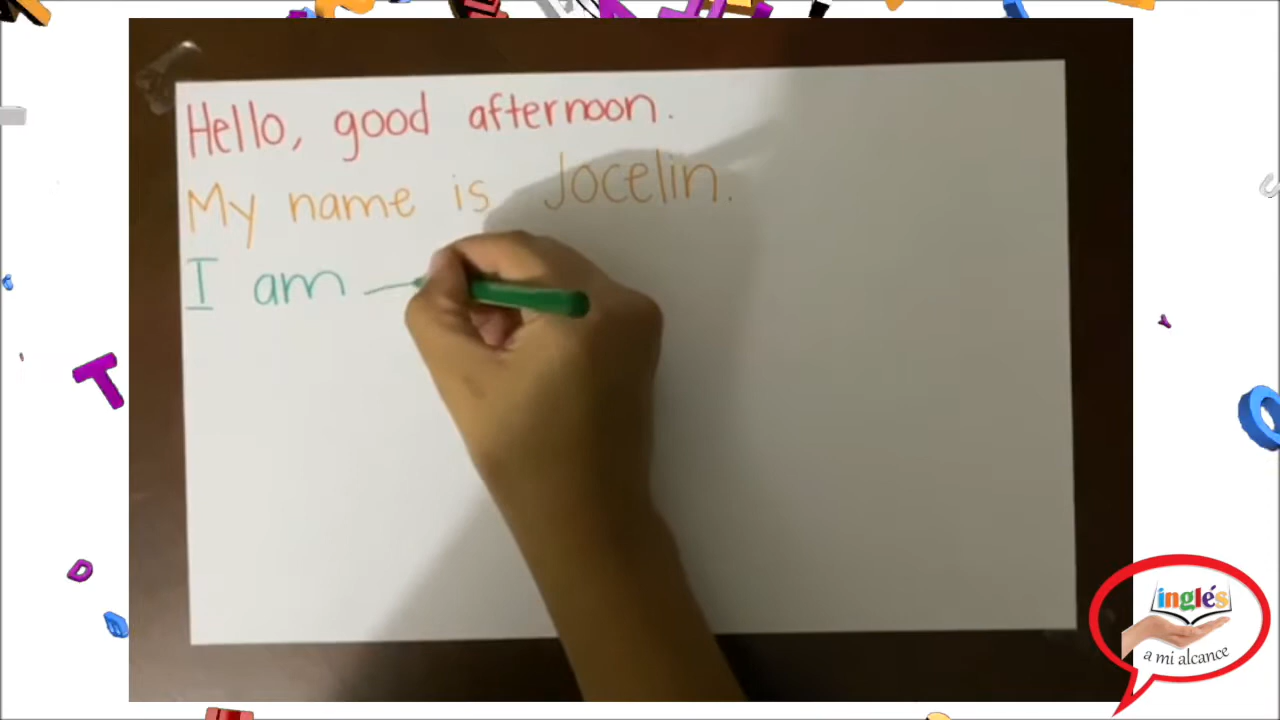 Hello, good afternoon.
My name is Jocelin.
I am
T
Y
O
D
inglés
a mi alcance